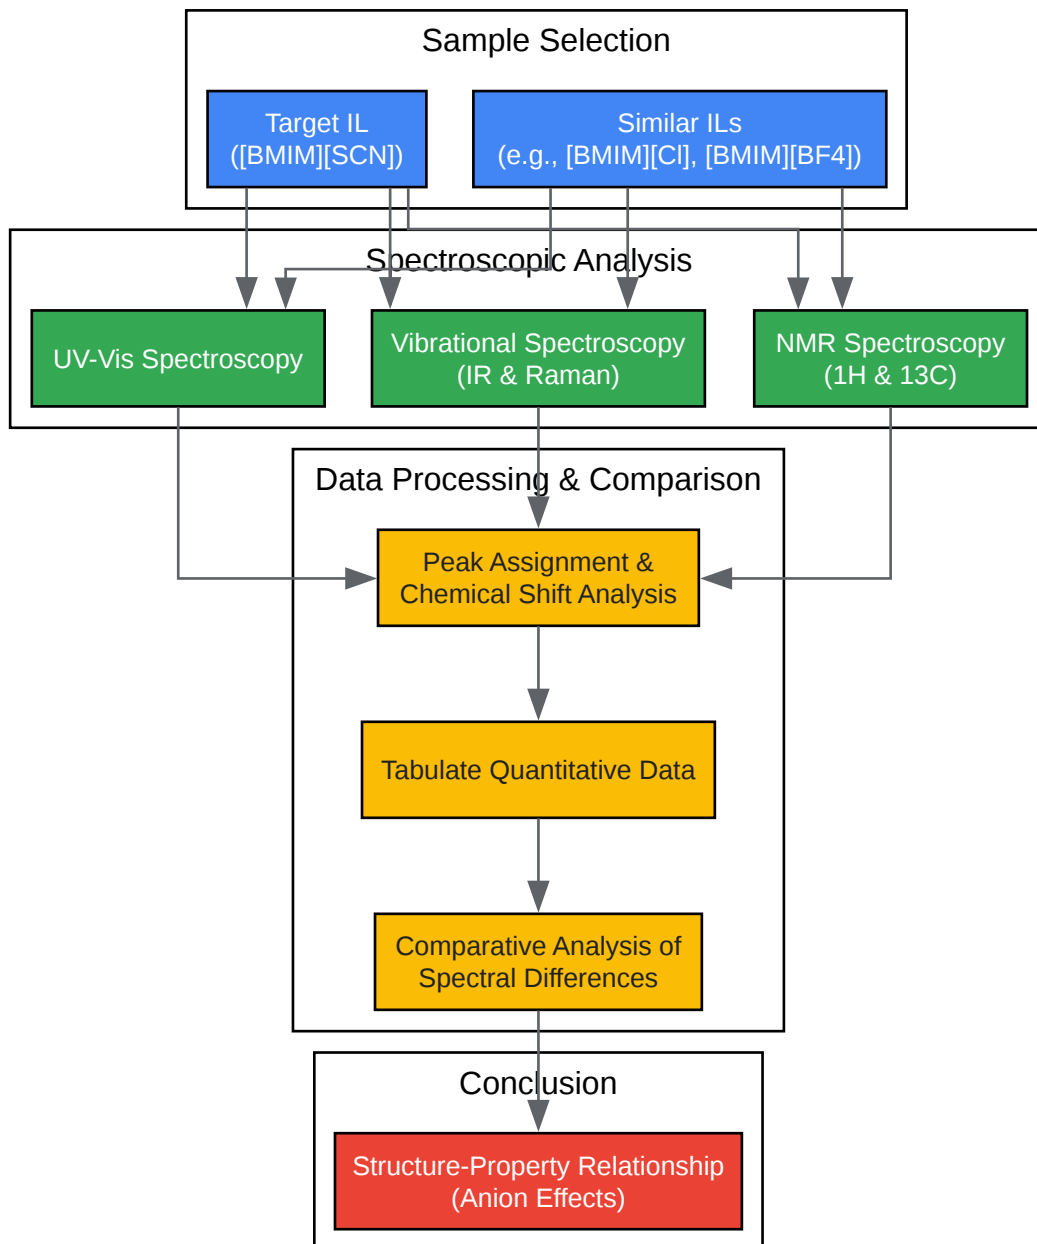 Sample Selection
Target IL
([BMIM][SCN])
Similar ILs
(e.g., [BMIM][Cl], [BMIM][BF4])
Spectroscopic Analysis
UV-Vis Spectroscopy
Vibrational Spectroscopy
(IR & Raman)
NMR Spectroscopy
(1H & 13C)
Data Processing & Comparison
Peak Assignment &
Chemical Shift Analysis
Tabulate Quantitative Data
Comparative Analysis of
Spectral Differences
Conclusion
Structure-Property Relationship
(Anion Effects)